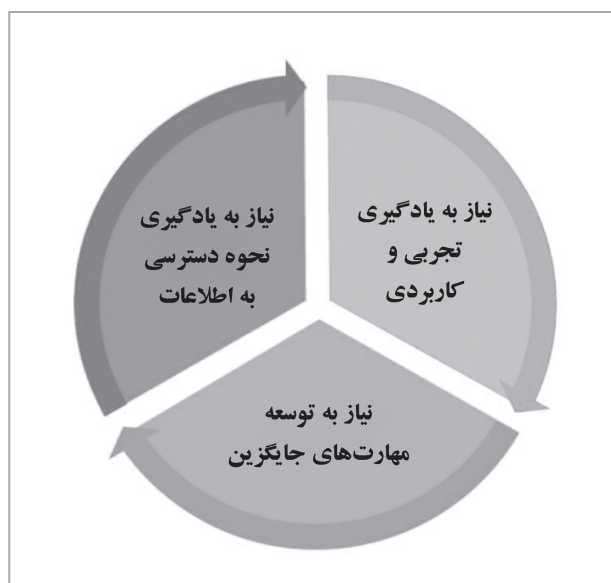 نیاز به یادگیری
تجربی و
کاربردی
نیاز به توسعه
مهارت‌های جایگزین
نیاز به یادگیری
نحوه دسترسی
به اطلاعات